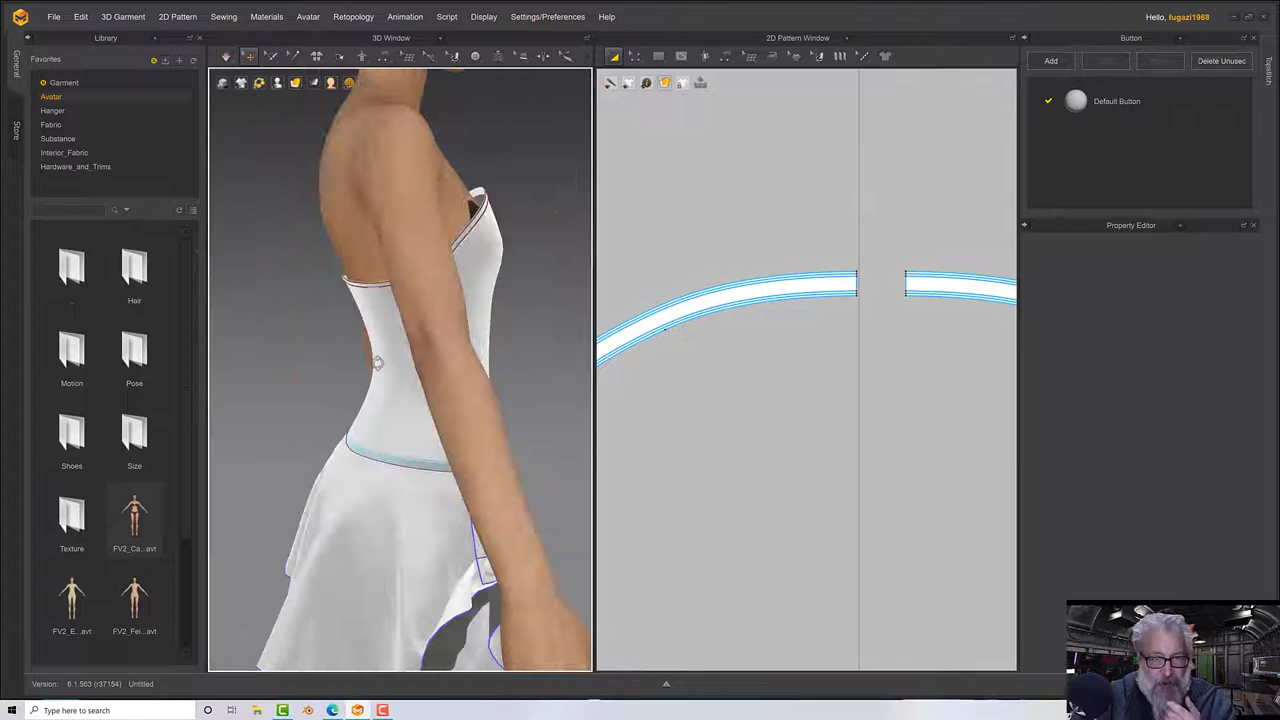 File Edit 3D Garment 2D Pattern Sewing Materials Avatar Retopology Animation Script Display Settings/Preferences Help
Hello, fugazi1968
Library
3D Window
2D Pattern Window
Button
General
Store
Topstitch
Favorites
Garment
Avatar
Hanger
Fabric
Substance
Interior_Fabric
Hardware_and_Trims
Add
Delete Unusec
Default Button
Property Editor
..
Hair
Motion
Pose
Shoes
Size
Texture
FV2_Ca...avt
FV2_E...avt
FV2_Fei...avt
Version: 6.1.563 (r37154) Untitled
Type here to search